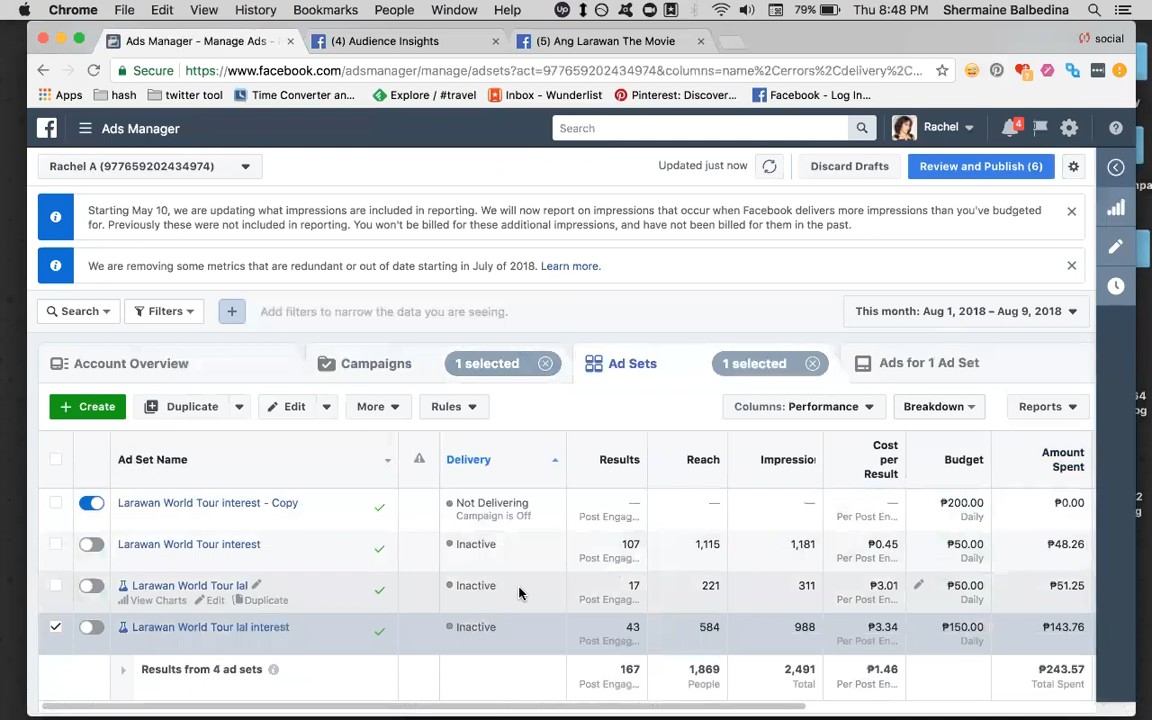 Chrome File Edit View History Bookmarks People Window Help 79% Thu 8:48 PM Shermaine Balbedina
Ads Manager - Manage Ads - (4) Audience Insights (5) Ang Larawan The Movie social
Secure https://www.facebook.com/adsmanager/manage/adsets?act=977659202434974&columns=name%2Cerrors%2Cdelivery%2C...
Apps hash twitter tool Time Converter an... Explore / #travel Inbox - Wunderlist Pinterest: Discover... Facebook - Log In...
Ads Manager Search Rachel 4
Rachel A (977659202434974) Updated just now Discard Drafts Review and Publish (6)
Starting May 10, we are updating what impressions are included in reporting. We will now report on impressions that occur when Facebook delivers more impressions than you've budgeted
for. Previously these were not included in reporting. You won't be billed for these additional impressions, and have not been billed for them in the past.
We are removing some metrics that are redundant or out of date starting in July of 2018. Learn more.
Search Filters + Add filters to narrow the data you are seeing. This month: Aug 1, 2018 – Aug 9, 2018
Account Overview Campaigns 1 selected Ad Sets 1 selected Ads for 1 Ad Set
+ Create Duplicate Edit More Rules Columns: Performance Breakdown Reports
Ad Set Name Delivery Results Reach Impressio Cost per Result Budget Amount Spent
Larawan World Tour interest - Copy Not Delivering — — — — ₱200.00 ₱0.00
Campaign is Off Post Engag... Per Post En... Daily
Larawan World Tour interest Inactive 107 1,115 1,181 ₱0.45 ₱50.00 ₱48.26
Post Engag... Per Post En... Daily
Larawan World Tour lal Inactive 17 221 311 ₱3.01 ₱50.00 ₱51.25
View Charts Edit Duplicate Post Engag... Per Post En... Daily
Larawan World Tour lal interest Inactive 43 584 988 ₱3.34 ₱150.00 ₱143.76
Post Engag... Per Post En... Daily
Results from 4 ad sets 167 1,869 2,491 ₱1.46 ₱243.57
Post Engag... People Total Per Post En... Total Spent